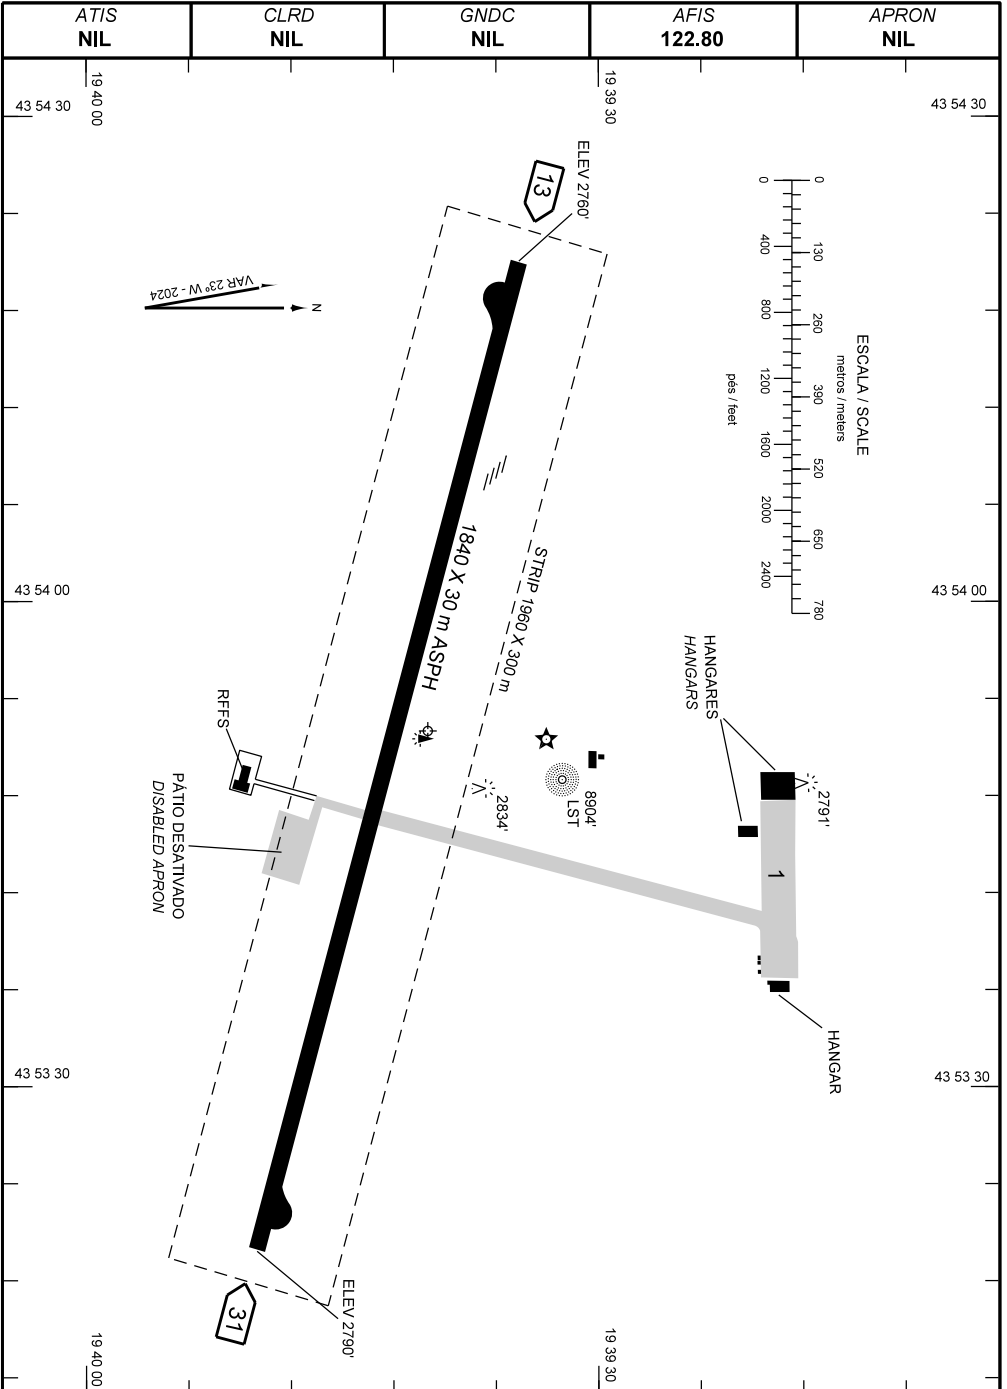 ATIS
NIL
CLRD
NIL
GNDC
NIL
AFIS
122.80
APRON
NIL
19 40 00
19 39 30
43 54 30
43 54 30
13
ELEV 2760'
VAR 23° W - 2024
N
ESCALA / SCALE
metros / meters
0 130 260 390 520 650 780
0 400 800 1200 1600 2000 2400
pés / feet
1840 X 30 m ASPH
STRIP 1960 X 300 m
43 54 00
43 54 00
HANGARES
HANGARS
RFFS
PÁTIO DESATIVADO
DISABLED APRON
2834'
8904'
LST
2791'
1
HANGAR
43 53 30
43 53 30
ELEV 2790'
31
19 40 00
19 39 30